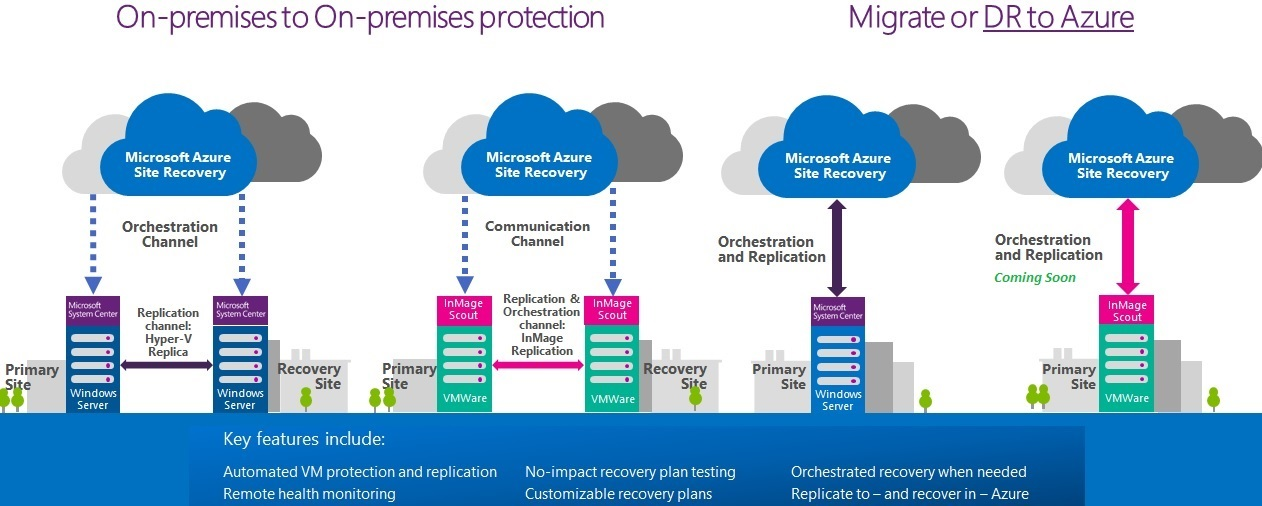 On-premises to On-premises protection
Migrate or DR to Azure
Microsoft Azure
Site Recovery
Orchestration
Channel
Microsoft
System Center
Microsoft
System Center
Replication
channel:
Hyper-V
Replica
Primary
Site
Windows
Server
Windows
Server
Recovery
Site
Microsoft Azure
Site Recovery
Communication
Channel
InMage
Scout
InMage
Scout
Replication &
Orchestration
channel:
InMage
Replication
Primary
Site
VMWare
VMWare
Recovery
Site
Microsoft Azure
Site Recovery
Orchestration
and Replication
Microsoft
System Center
Primary
Site
Windows
Server
Microsoft Azure
Site Recovery
Orchestration
and Replication
Coming Soon
InMage
Scout
Primary
Site
VMWare
Key features include:
Automated VM protection and replication
Remote health monitoring
No-impact recovery plan testing
Customizable recovery plans
Orchestrated recovery when needed
Replicate to – and recover in – Azure